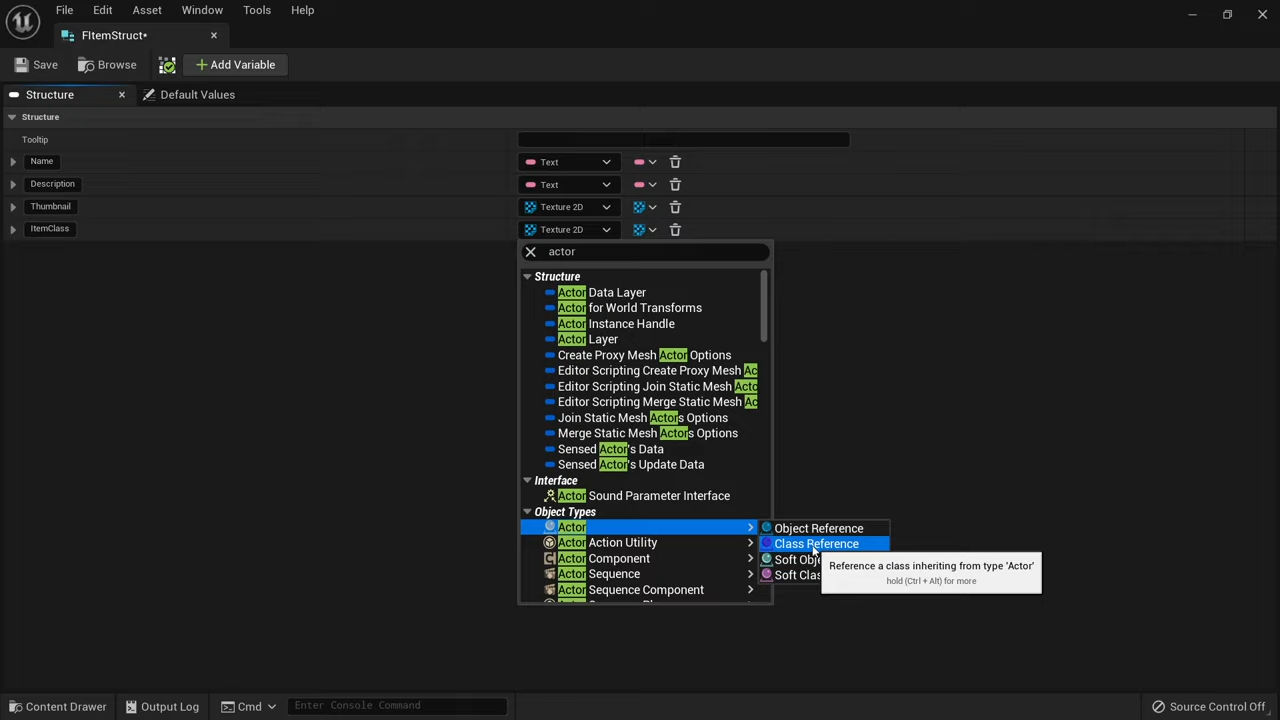 File Edit Asset Window Tools Help
FItemStruct•
Save Browse Add Variable
Structure Default Values
Structure
Tooltip
Name Text
Description Text
Thumbnail Texture 2D
ItemClass Texture 2D
actor
Structure
Actor Data Layer
Actor for World Transforms
Actor Instance Handle
Actor Layer
Create Proxy Mesh Actor Options
Editor Scripting Create Proxy Mesh Ac
Editor Scripting Join Static Mesh Acto
Editor Scripting Merge Static Mesh Ac
Join Static Mesh Actors Options
Merge Static Mesh Actors Options
Sensed Actor's Data
Sensed Actor's Update Data
Interface
Actor Sound Parameter Interface
Object Types
Actor Object Reference
Actor Action Utility Class Reference
Actor Component Soft Obje
Actor Sequence Soft Clas
Actor Sequence Component
Reference a class inheriting from type 'Actor'
hold (Ctrl + Alt) for more
Content Drawer Output Log Cmd Enter Console Command Source Control Off